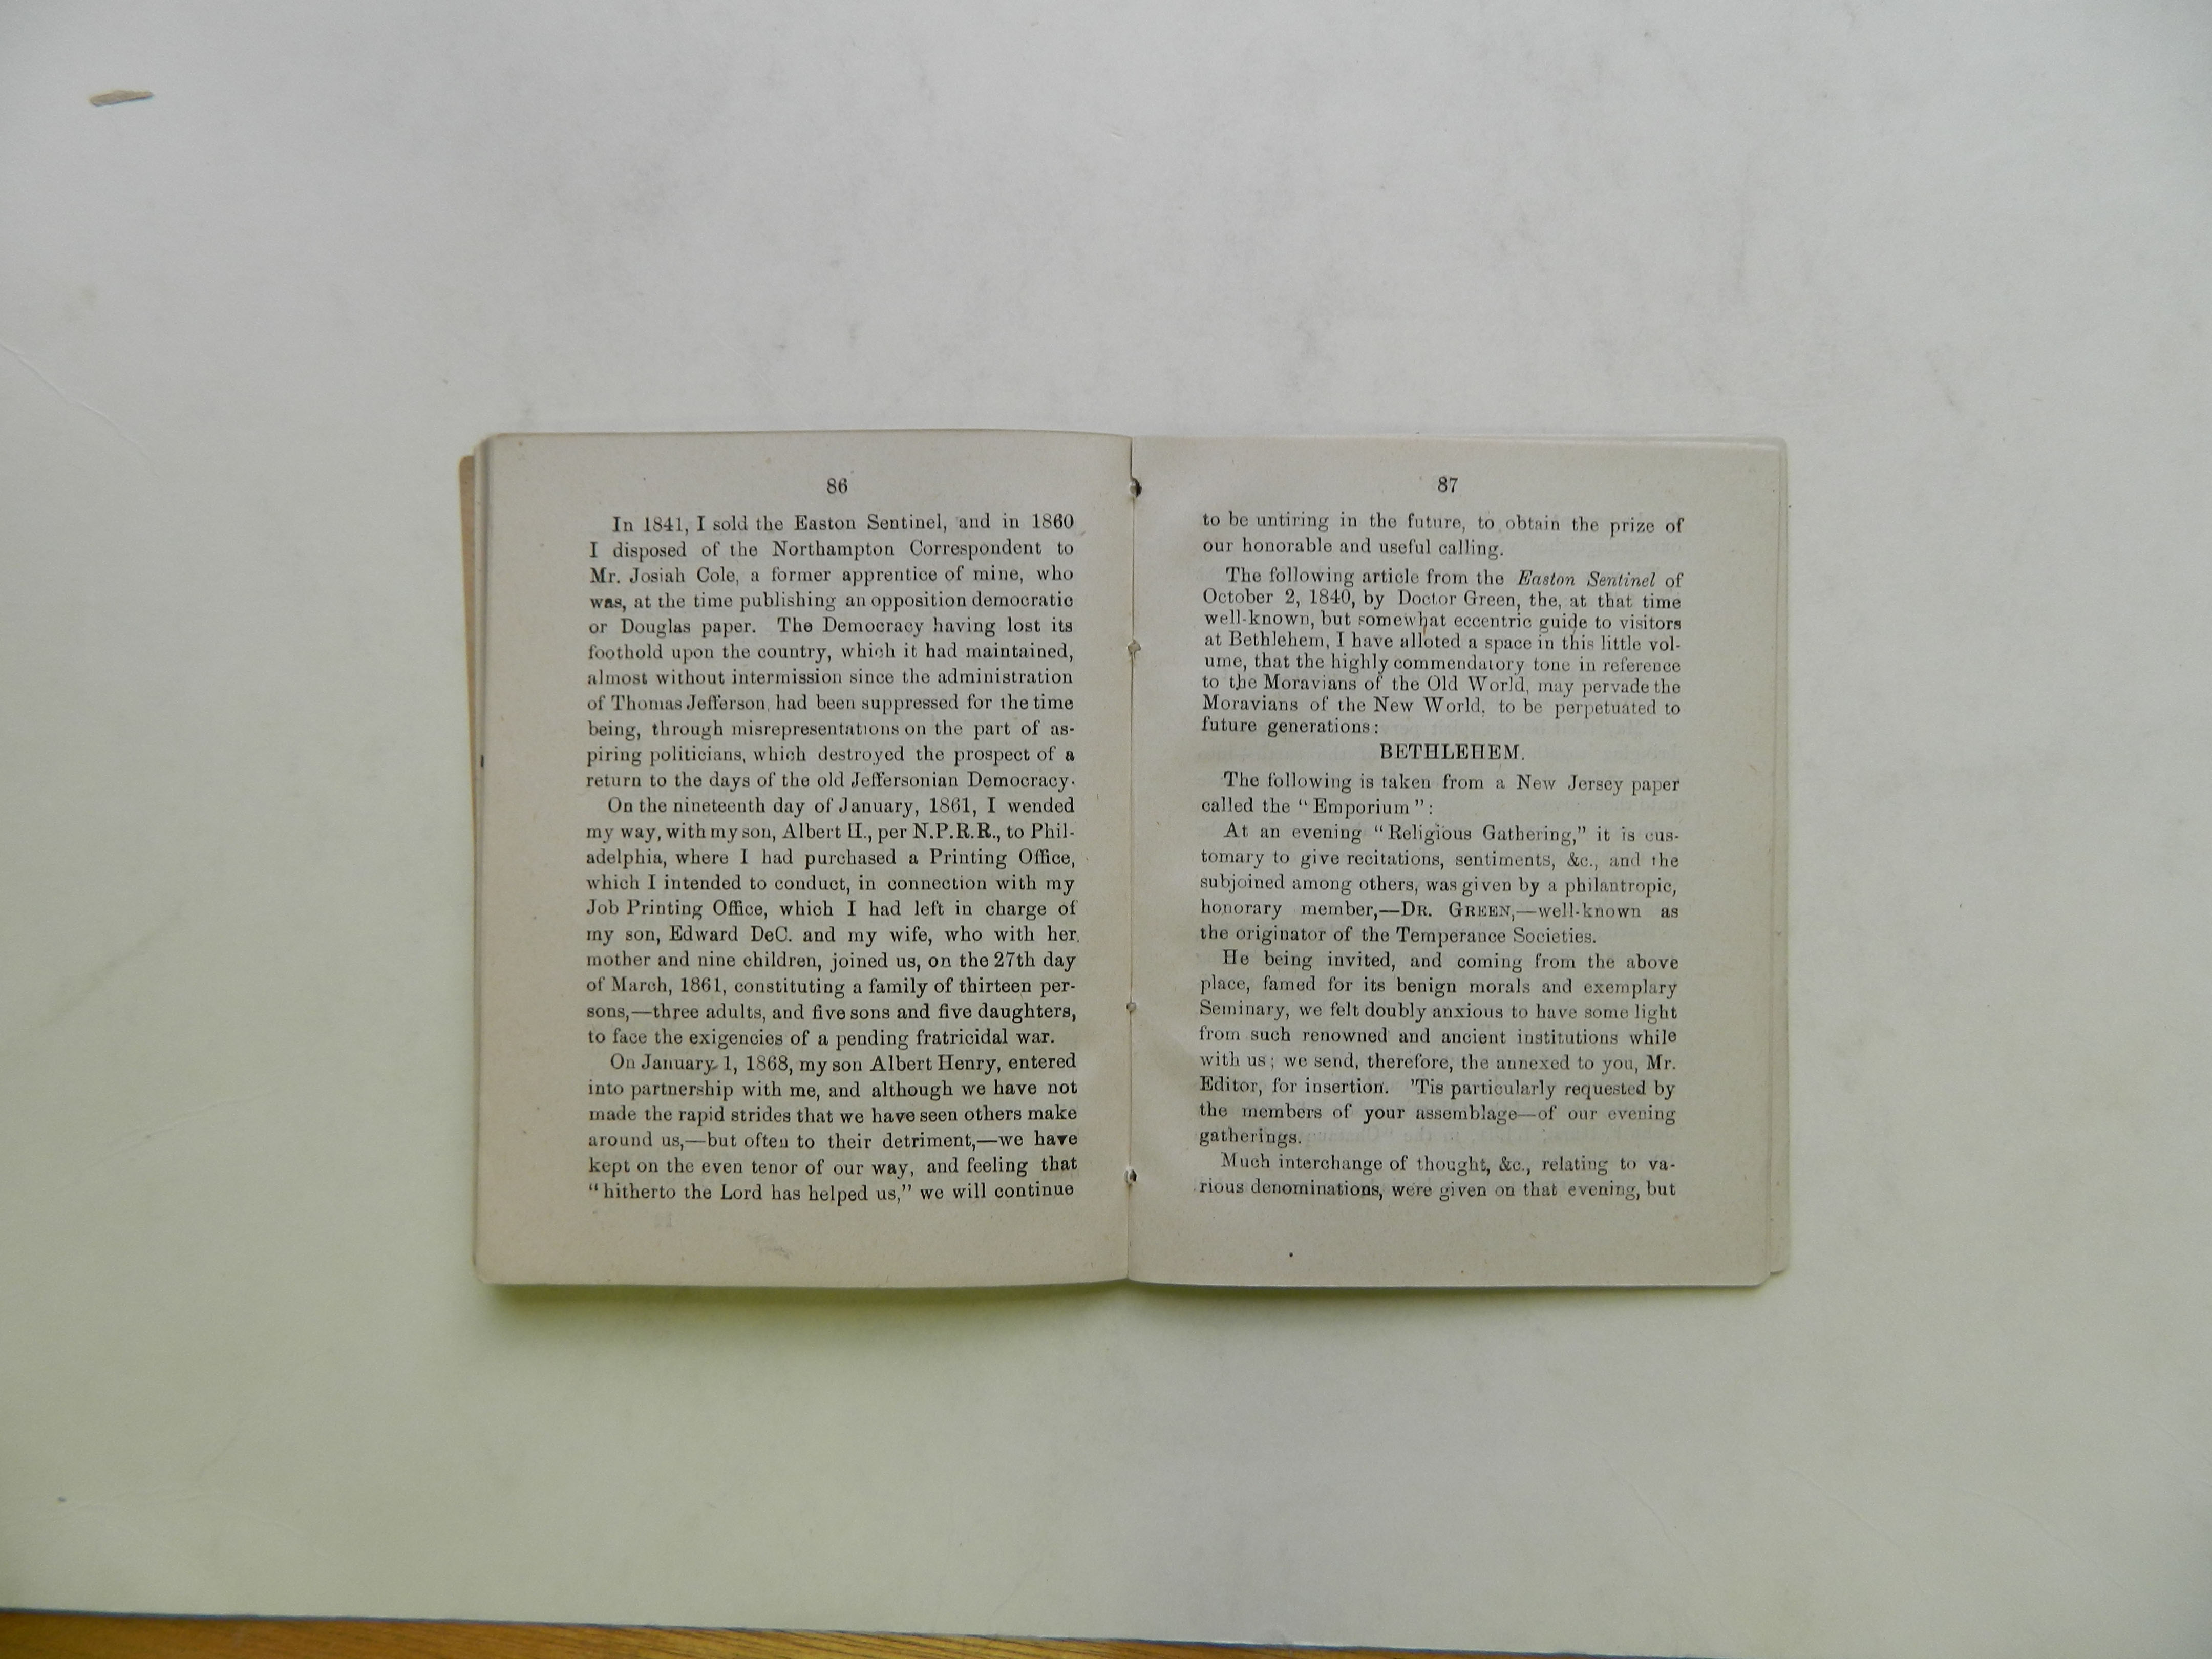 86
In 1841, I sold the Easton Sentinel, and in 1860
I disposed of the Northampton Correspondent to
Mr. Josiah Cole, a former apprentice of mine, who
was, at the time publishing an opposition democratic
or Douglas paper. The Democracy having lost its
foothold upon the country, which it had maintained,
almost without intermission since the administration
of Thomas Jefferson, had been suppressed for the time
being, through misrepresentations on the part of as-
piring politicians, which destroyed the prospect of a
return to the days of the old Jeffersonian Democracy.
On the nineteenth day of January, 1861, I wended
my way, with my son, Albert H., per N.P.R.R., to Phil-
adelphia, where I had purchased a Printing Office,
which I intended to conduct, in connection with my
Job Printing Office, which I had left in charge of
my son, Edward DeC. and my wife, who with her
mother and nine children, joined us, on the 27th day
of March, 1861, constituting a family of thirteen per-
sons,—three adults, and five sons and five daughters,
to face the exigencies of a pending fratricidal war.
On January 1, 1868, my son Albert Henry, entered
into partnership with me, and although we have not
made the rapid strides that we have seen others make
around us,—but often to their detriment,—we have
kept on the even tenor of our way, and feeling that
"hitherto the Lord has helped us," we will continue
87
to be untiring in the future, to obtain the prize of
our honorable and useful calling.
The following article from the Easton Sentinel of
October 2, 1840, by Doctor Green, the, at that time
well-known, but somewhat eccentric guide to visitors
at Bethlehem, I have alloted a space in this little vol-
ume, that the highly commendatory tone in reference
to the Moravians of the Old World, may pervade the
Moravians of the New World, to be perpetuated to
future generations:
BETHLEHEM.
The following is taken from a New Jersey paper
called the "Emporium":
At an evening "Religious Gathering," it is cus-
tomary to give recitations, sentiments, &c., and the
subjoined among others, was given by a philantropic,
honorary member,—DR. GREEN,—well-known as
the originator of the Temperance Societies.
He being invited, and coming from the above
place, famed for its benign morals and exemplary
Seminary, we felt doubly anxious to have some light
from such renowned and ancient institutions while
with us; we send, therefore, the annexed to you, Mr.
Editor, for insertion. 'Tis particularly requested by
the members of your assemblage—of our evening
gatherings.
Much interchange of thought, &c., relating to va-
rious denominations, were given on that evening, but